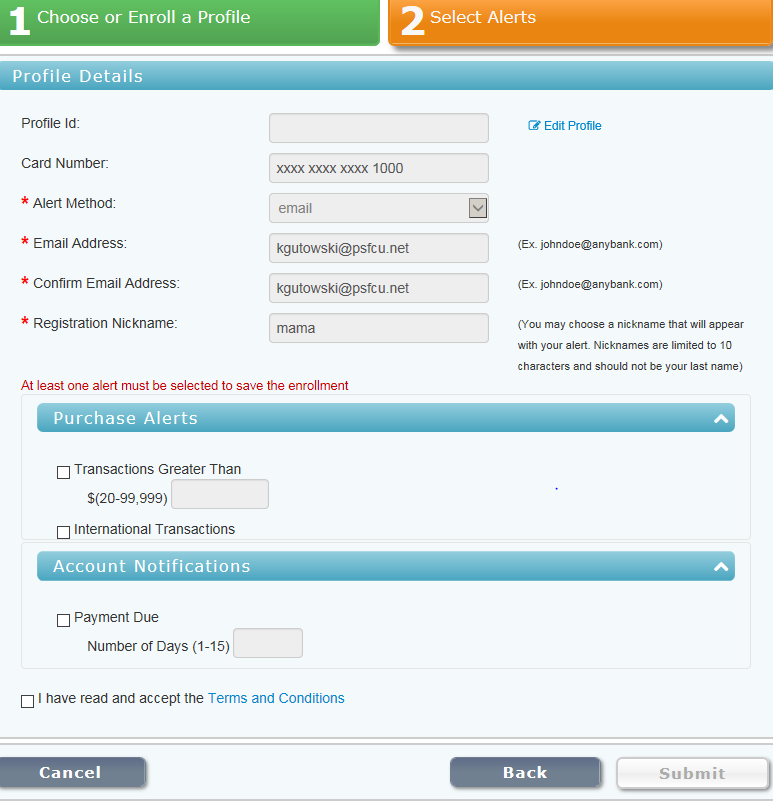 1 Choose or Enroll a Profile
2 Select Alerts
Profile Details
Profile Id:
Edit Profile
Card Number:
xxxx xxxx xxxx 1000
* Alert Method:
email
* Email Address:
kgutowski@psfcu.net
(Ex. johndoe@anybank.com)
* Confirm Email Address:
kgutowski@psfcu.net
(Ex. johndoe@anybank.com)
* Registration Nickname:
mama
(You may choose a nickname that will appear
with your alert. Nicknames are limited to 10
characters and should not be your last name)
At least one alert must be selected to save the enrollment
Purchase Alerts
Transactions Greater Than
$(20-99,999)
International Transactions
Account Notifications
Payment Due
Number of Days (1-15)
I have read and accept the Terms and Conditions
Cancel
Back
Submit